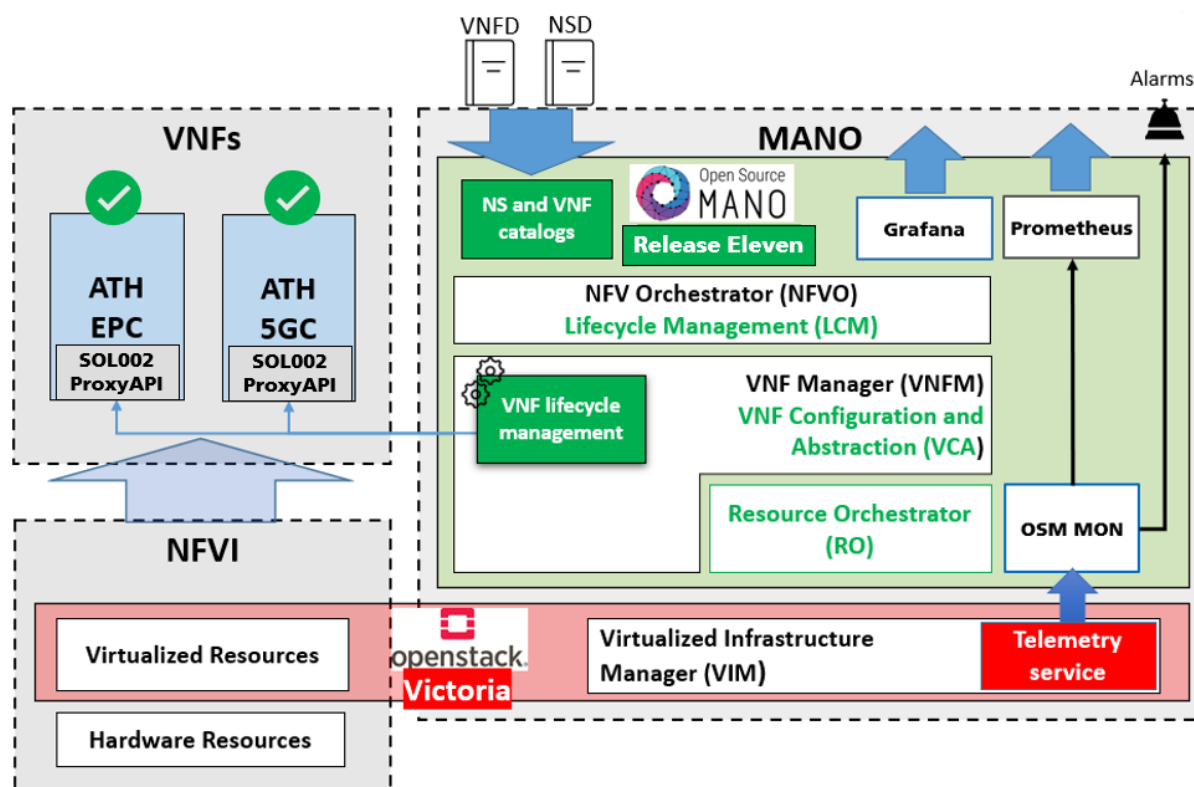 VNFD
NSD
Alarms
VNFs
MANO
ATH
EPC
SOL002
ProxyAPI
ATH
5GC
SOL002
ProxyAPI
NS and VNF
catalogs
Open Source
MANO
Release Eleven
Grafana
Prometheus
NFV Orchestrator (NFVO)
Lifecycle Management (LCM)
VNF lifecycle
management
VNF Manager (VNFM)
VNF Configuration and
Abstraction (VCA)
Resource Orchestrator
(RO)
OSM MON
NFVI
Virtualized Resources
openstack.
Victoria
Virtualized Infrastructure
Manager (VIM)
Telemetry
service
Hardware Resources